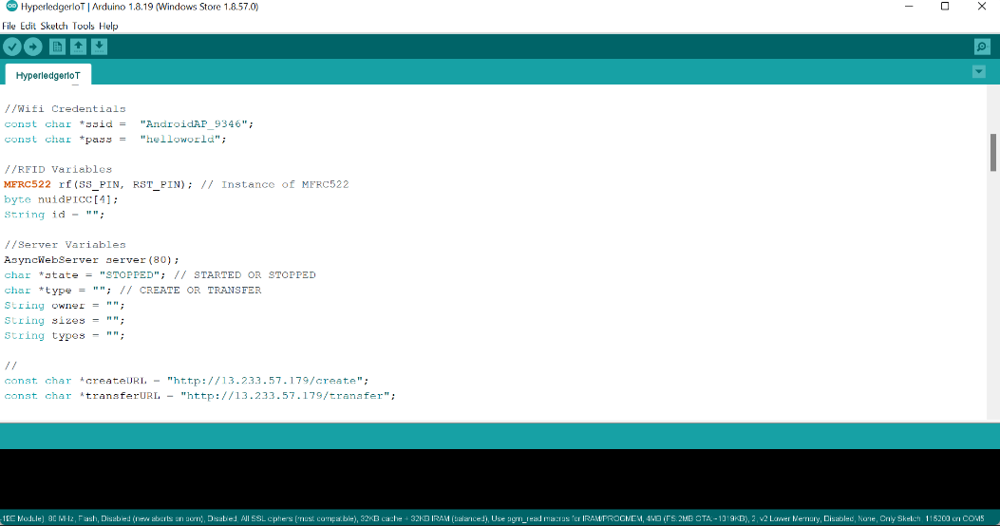 HyperledgerIoT | Arduino 1.8.19 (Windows Store 1.8.57.0)
File Edit Sketch Tools Help
HyperledgerIoT
//Wifi Credentials
const char *ssid =  "AndroidAP_9346";
const char *pass =  "helloworld";
//RFID Variables
MFRC522 rf(SS_PIN, RST_PIN); // Instance of MFRC522
byte nuidPICC[4];
String id = "";
//Server Variables
AsyncWebServer server(80);
char *state = "STOPPED"; // STARTED OR STOPPED
char *type = ""; // CREATE OR TRANSFER
String owner = "";
String sizes = "";
String types = "";
//
const char *createURL = "http://13.233.57.179/create";
const char *transferURL = "http://13.233.57.179/transfer";
Module), 80 MHz, Flash, Disabled (new aborts on oom), Disabled, All SSL ciphers (most compatible), 32KB cache + 32KB IRAM (balanced), Use pgm_read macros for IRAM/PROGMEM, 4MB (FS:2MB OTA:~1019KB), 2, v2 Lower Memory, Disabled, None, Only Sketch, 115200 on COM5